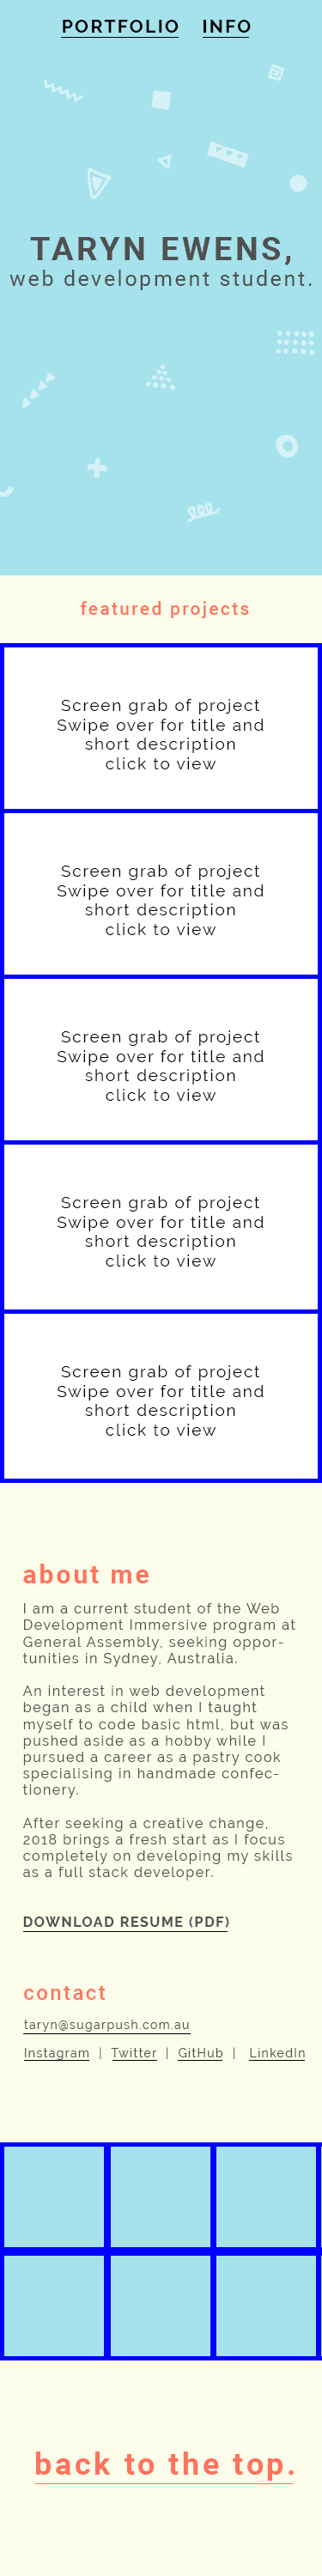 PORTFOLIO INFO
TARYN EWENS,
web development student.
featured projects
Screen grab of project
Swipe over for title and
short description
click to view
Screen grab of project
Swipe over for title and
short description
click to view
Screen grab of project
Swipe over for title and
short description
click to view
Screen grab of project
Swipe over for title and
short description
click to view
Screen grab of project
Swipe over for title and
short description
click to view
about me
I am a current student of the Web
Development Immersive program at
General Assembly, seeking oppor-
tunities in Sydney, Australia.
An interest in web development
began as a child when I taught
myself to code basic html, but was
pushed aside as a hobby while I
pursued a career as a pastry cook
specialising in handmade confec-
tionery.
After seeking a creative change,
2018 brings a fresh start as I focus
completely on developing my skills
as a full stack developer.
DOWNLOAD RESUME (PDF)
contact
taryn@sugarpush.com.au
Instagram | Twitter | GitHub | LinkedIn
back to the top.